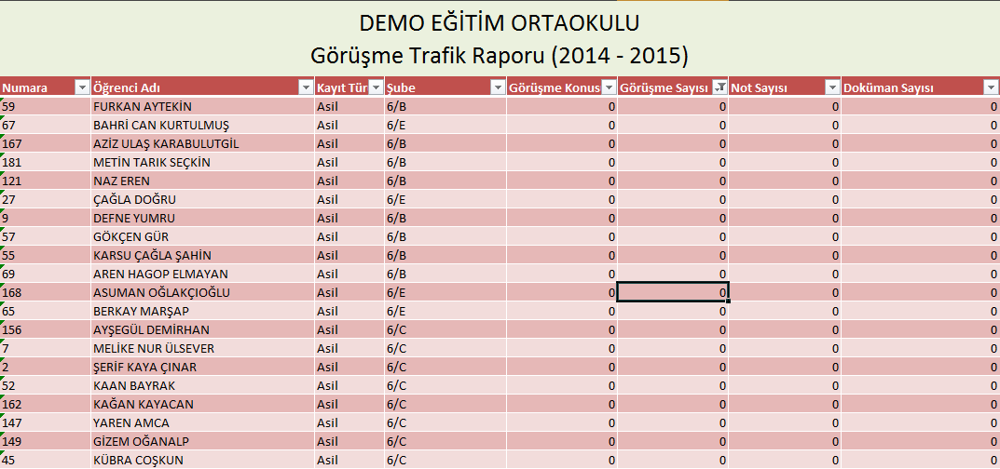 DEMO EĞİTİM ORTAOKULU
Görüşme Trafik Raporu (2014 - 2015)
Numara Öğrenci Adı Kayıt Tür Şube Görüşme Konus Görüşme Sayısı Not Sayısı Doküman Sayısı
59 FURKAN AYTEKİN Asil 6/B 0 0 0 0
67 BAHRİ CAN KURTULMUŞ Asil 6/E 0 0 0 0
167 AZİZ ULAŞ KARABULUTGİL Asil 6/B 0 0 0 0
181 METİN TARIK SEÇKİN Asil 6/B 0 0 0 0
121 NAZ EREN Asil 6/B 0 0 0 0
27 ÇAĞLA DOĞRU Asil 6/E 0 0 0 0
9 DEFNE YUMRU Asil 6/B 0 0 0 0
57 GÖKÇEN GÜR Asil 6/B 0 0 0 0
55 KARSU ÇAĞLA ŞAHİN Asil 6/B 0 0 0 0
69 AREN HAGOP ELMAYAN Asil 6/B 0 0 0 0
168 ASUMAN OĞLAKÇIOĞLU Asil 6/E 0 0 0 0
65 BERKAY MARŞAP Asil 6/E 0 0 0 0
156 AYŞEGÜL DEMİRHAN Asil 6/C 0 0 0 0
7 MELİKE NUR ÜLSEVER Asil 6/C 0 0 0 0
2 ŞERİF KAYA ÇINAR Asil 6/C 0 0 0 0
52 KAAN BAYRAK Asil 6/C 0 0 0 0
162 KAĞAN KAYACAN Asil 6/C 0 0 0 0
147 YAREN AMCA Asil 6/C 0 0 0 0
149 GİZEM OĞANALP Asil 6/C 0 0 0 0
45 KÜBRA COŞKUN Asil 6/C 0 0 0 0